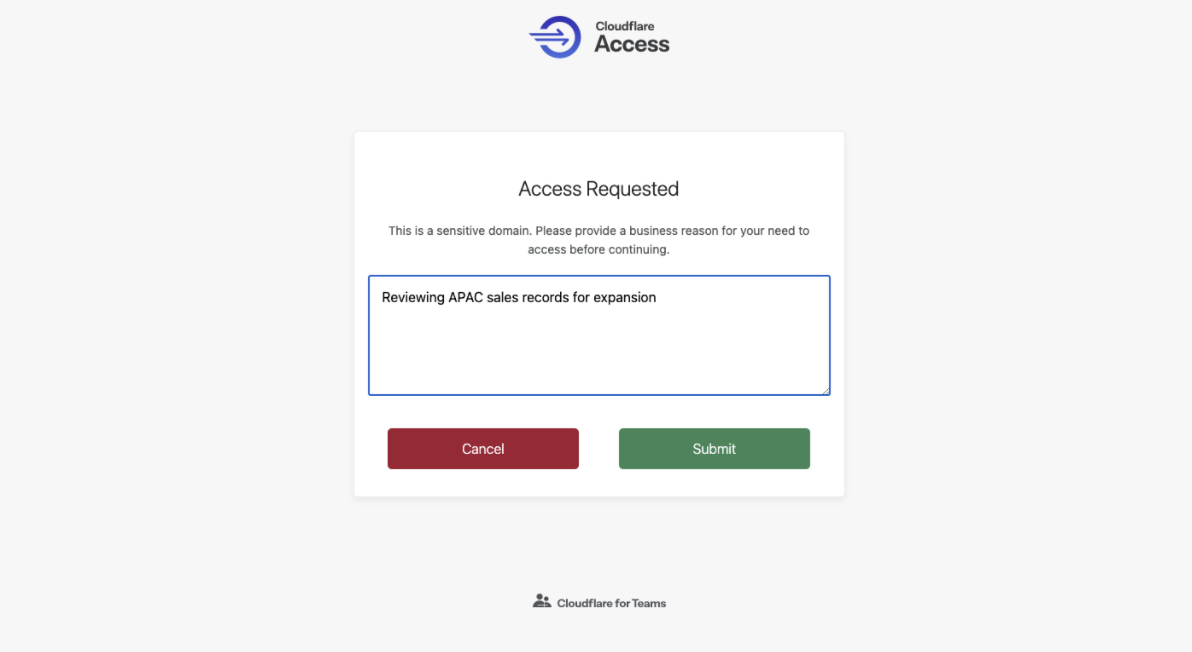 Cloudflare
Access
Access Requested
This is a sensitive domain. Please provide a business reason for your need to
access before continuing.
Reviewing APAC sales records for expansion
Cancel
Submit
Cloudflare for Teams